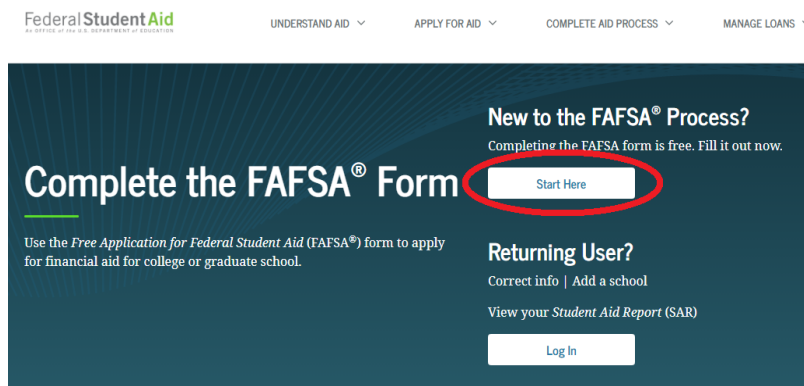 Federal Student Aid
An OFFICE of the U.S. DEPARTMENT of EDUCATION
UNDERSTAND AID
APPLY FOR AID
COMPLETE AID PROCESS
MANAGE LOANS
Complete the FAFSA® Form
Use the Free Application for Federal Student Aid (FAFSA®) form to apply
for financial aid for college or graduate school.
New to the FAFSA® Process?
Completing the FAFSA form is free. Fill it out now.
Start Here
Returning User?
Correct info | Add a school
View your Student Aid Report (SAR)
Log In